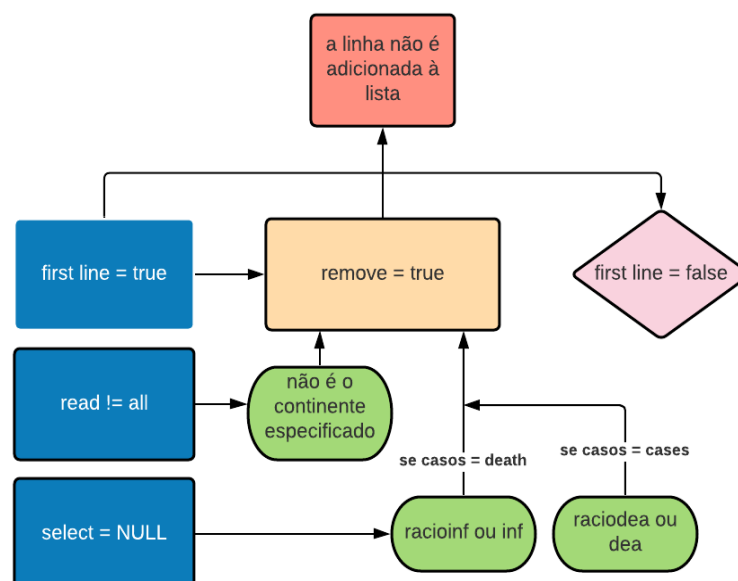 a linha não é
adicionada à
lista
first line = true
remove = true
first line = false
read != all
não é o
continente
especificado
se casos = death
se casos = cases
select = NULL
racioinf ou inf
raciodea ou
dea